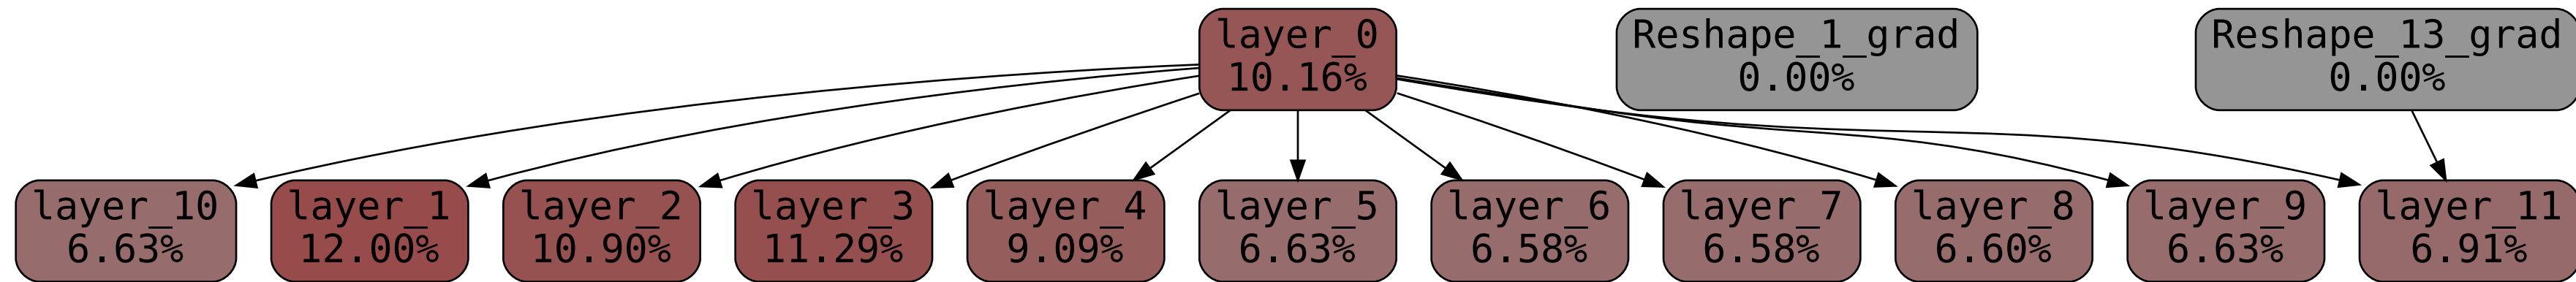 layer_0
10.16%
Reshape_1_grad
0.00%
Reshape_13_grad
0.00%
layer_10
6.63%
layer_1
12.00%
layer_2
10.90%
layer_3
11.29%
layer_4
9.09%
layer_5
6.63%
layer_6
6.58%
layer_7
6.58%
layer_8
6.60%
layer_9
6.63%
layer_11
6.91%